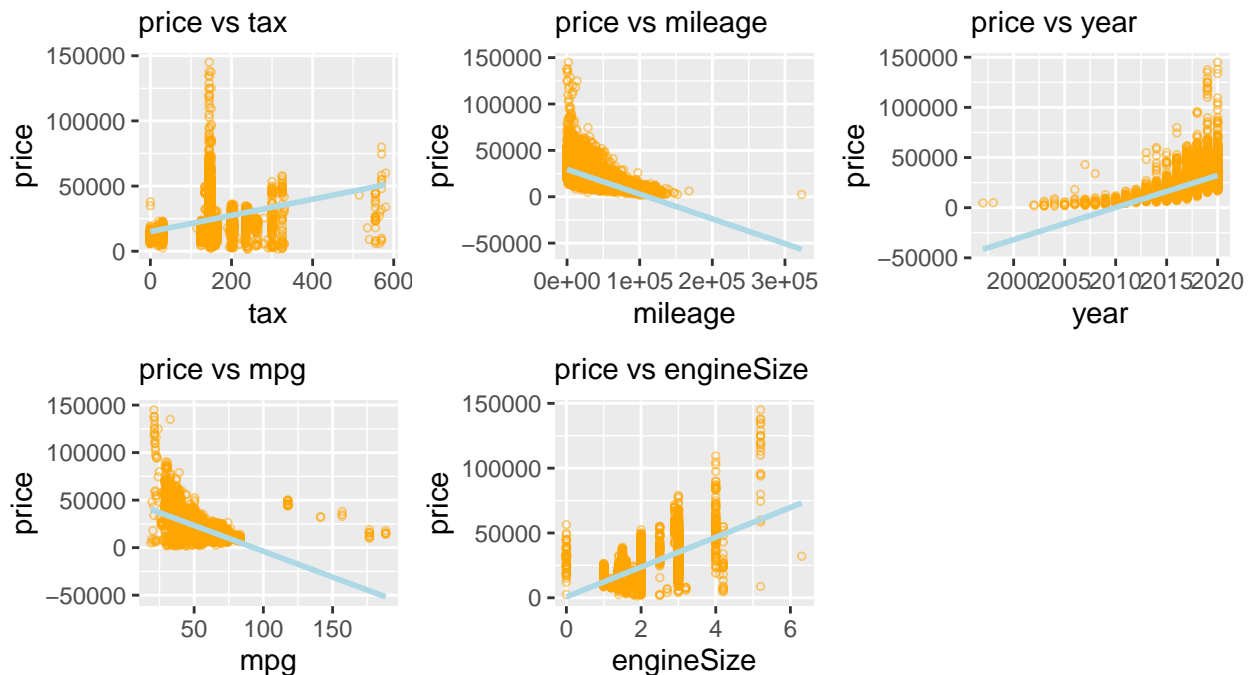 price vs tax
150000
100000
50000
0
price
0
200
400
600
tax
price vs mileage
150000
100000
50000
0
−50000
price
0e+00
1e+05
2e+05
3e+05
mileage
price vs year
150000
100000
50000
0
−50000
price
2000
2005
2010
2015
2020
year
price vs mpg
150000
100000
50000
0
−50000
price
50
100
150
mpg
price vs engineSize
150000
100000
50000
0
price
0
2
4
6
engineSize